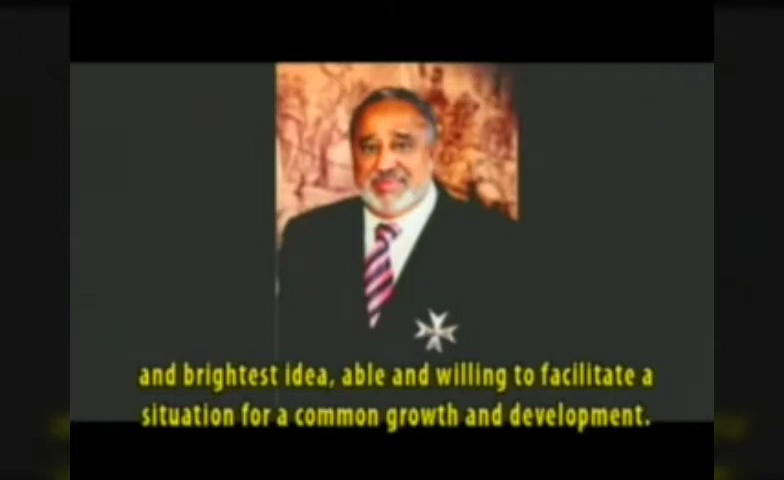 and brightest idea, able and willing to facilitate a
situation for a common growth and development.